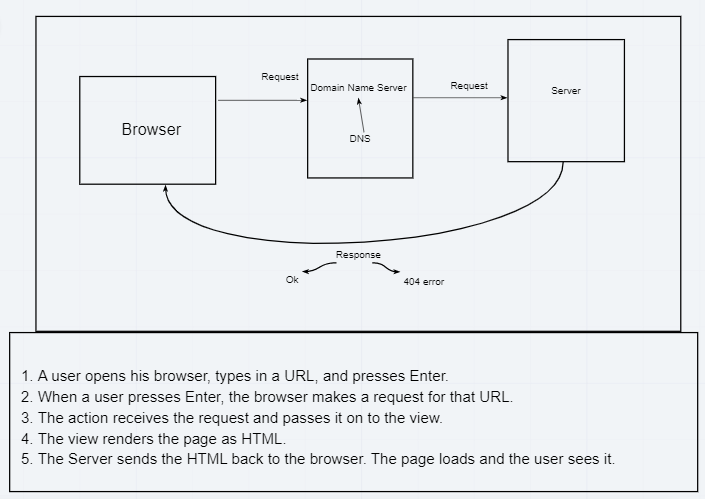 Request
Domain Name Server
Request
Server
Browser
DNS
Response
Ok
404 error
1. A user opens his browser, types in a URL, and presses Enter.
2. When a user presses Enter, the browser makes a request for that URL.
3. The action receives the request and passes it on to the view.
4. The view renders the page as HTML.
5. The Server sends the HTML back to the browser. The page loads and the user sees it.